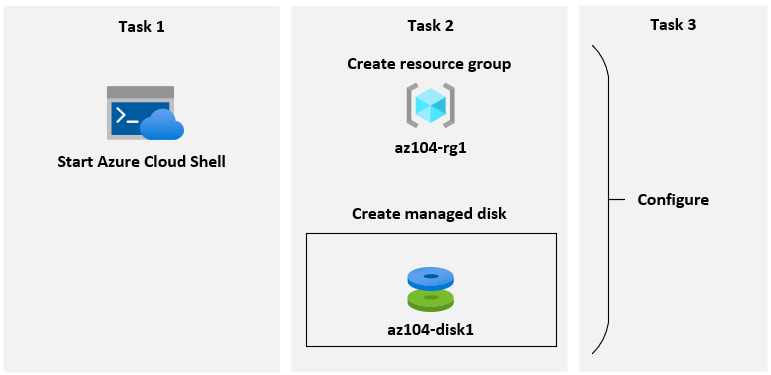 Task 1
Start Azure Cloud Shell
Task 2
Create resource group
az104-rg1
Create managed disk
az104-disk1
Task 3
Configure